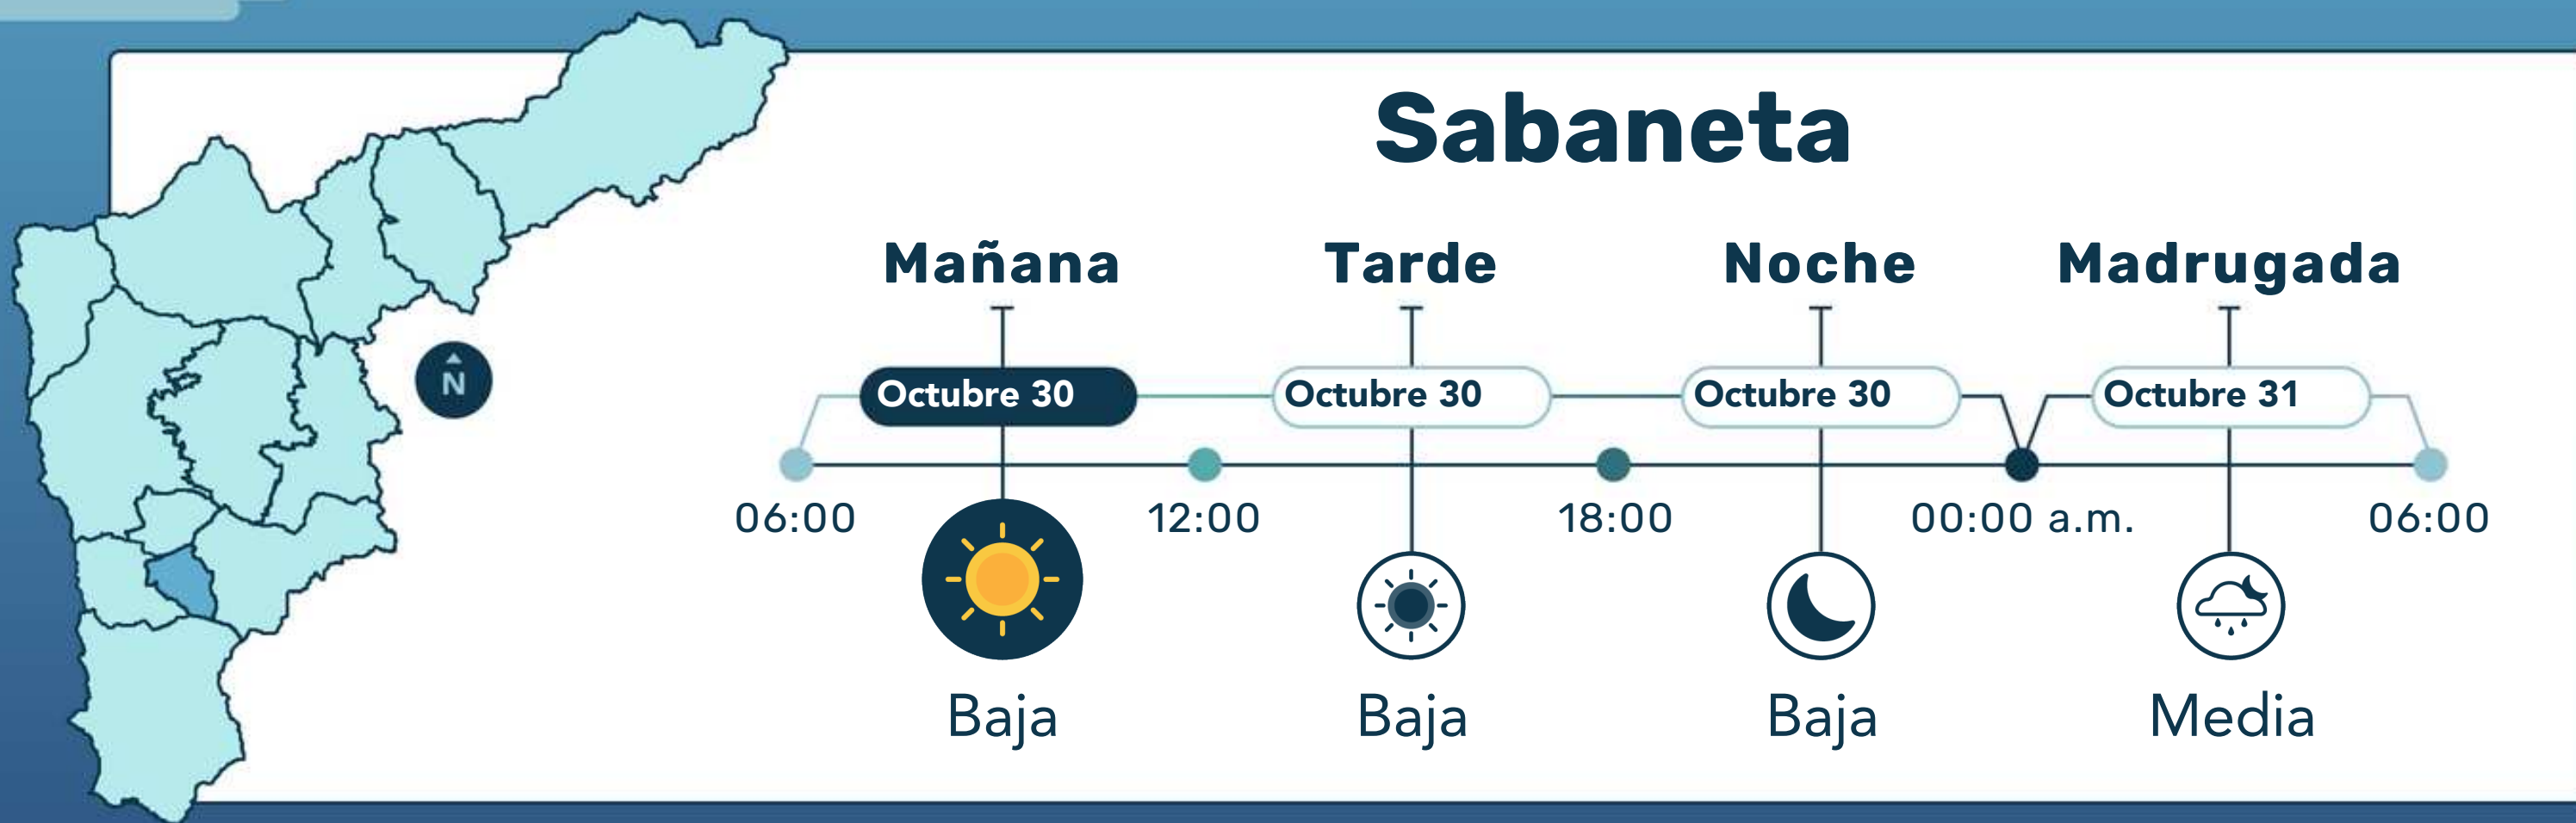 Sabaneta
Mañana Tarde Noche Madrugada
N
Octubre 30 Octubre 30 Octubre 30 Octubre 31
06:00 12:00 18:00 00:00 a.m. 06:00
Baja Baja Baja Media